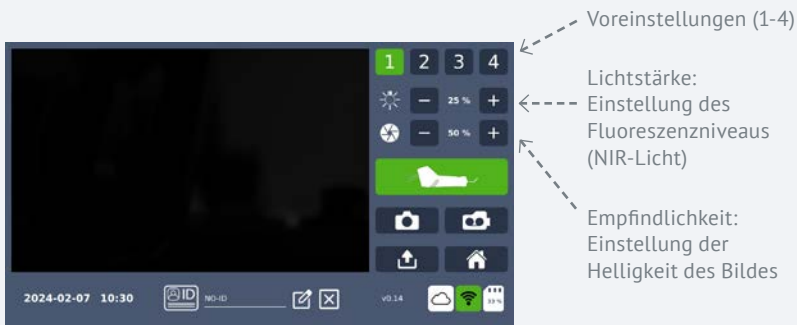 Voreinstellungen (1-4)
1 2 3 4
25 %
50 %
Lichtstärke:
Einstellung des
Fluoreszenzniveaus
(NIR-Licht)
Empfindlichkeit:
Einstellung der
Helligkeit des Bildes
2024-02-07 10:30 ID NO-ID v0.14 33 %